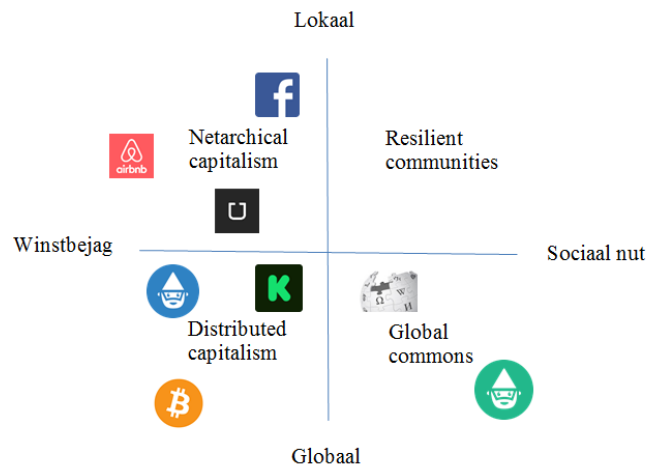 Lokaal
f
Netarchical
capitalism
airbnb
Resilient
communities
U
Winstbejag
Sociaal nut
K
Ω W
И
Distributed
capitalism
Global
commons
B
Globaal